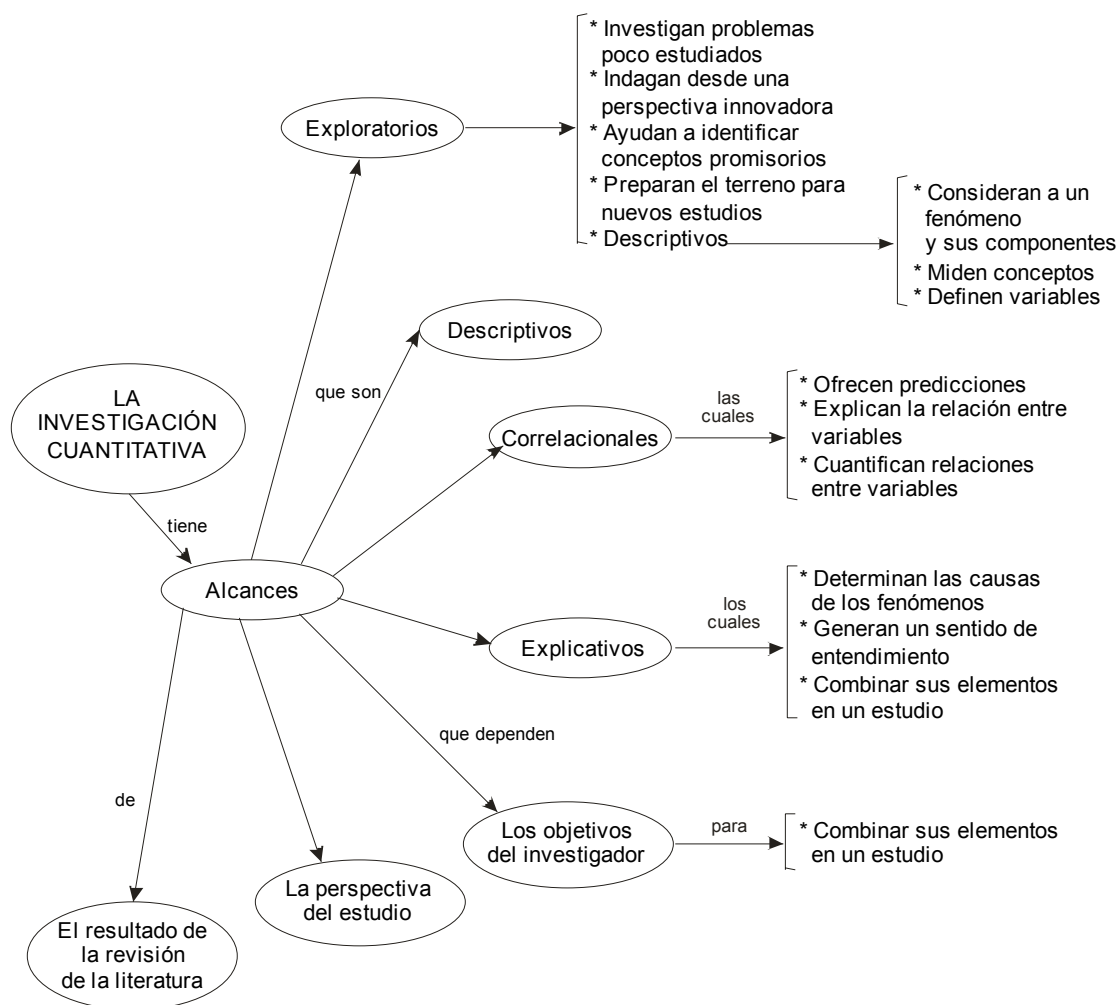 * Investigan problemas
poco estudiados
* Indagan desde una
perspectiva innovadora
* Ayudan a identificar
conceptos promisorios
* Preparan el terreno para
nuevos estudios
* Descriptivos
Exploratorios
* Consideran a un
fenómeno
y sus componentes
* Miden conceptos
* Definen variables
Descriptivos
que son
LA
INVESTIGACIÓN
CUANTITATIVA
tiene
Alcances
Correlacionales
las
cuales
* Ofrecen predicciones
* Explican la relación entre
variables
* Cuantifican relaciones
entre variables
Explicativos
los
cuales
* Determinan las causas
de los fenómenos
* Generan un sentido de
entendimiento
* Combinar sus elementos
en un estudio
que dependen
de
Los objetivos
del investigador
para
* Combinar sus elementos
en un estudio
La perspectiva
del estudio
El resultado de
la revisión
de la literatura